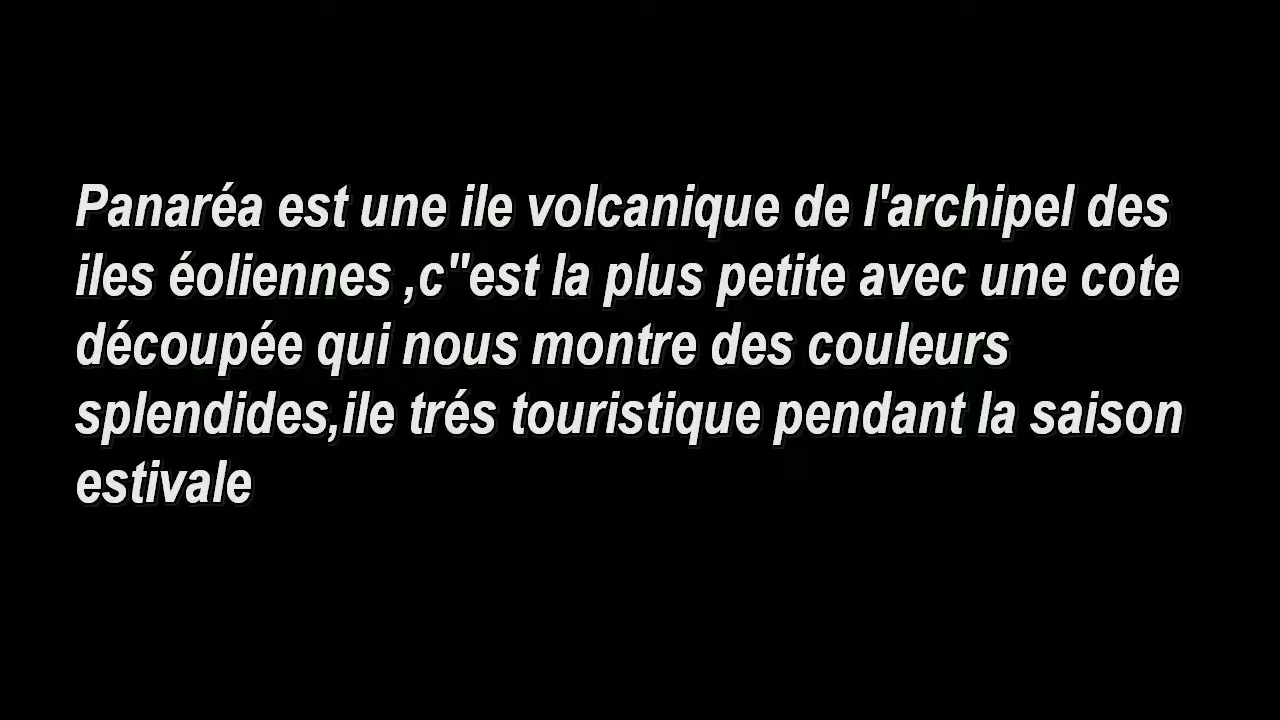 Panaréa est une ile volcanique de l'archipel des
iles éoliennes ,c"est la plus petite avec une cote
découpée qui nous montre des couleurs
splendides,ile trés touristique pendant la saison
estivale